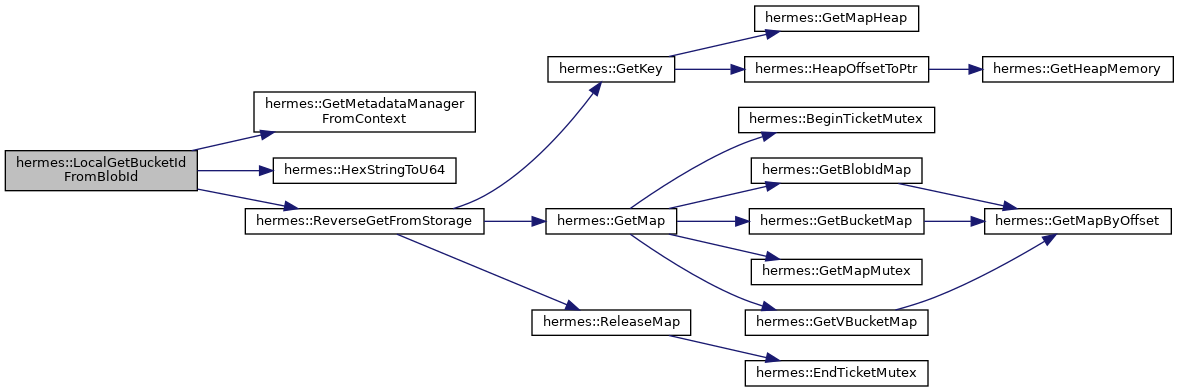 hermes::LocalGetBucketId
FromBlobId
hermes::GetMetadataManager
FromContext
hermes::HexStringToU64
hermes::ReverseGetFromStorage
hermes::GetKey
hermes::GetMapHeap
hermes::HeapOffsetToPtr
hermes::GetHeapMemory
hermes::GetMap
hermes::BeginTicketMutex
hermes::GetBlobIdMap
hermes::GetBucketMap
hermes::GetMapByOffset
hermes::GetMapMutex
hermes::GetVBucketMap
hermes::ReleaseMap
hermes::EndTicketMutex